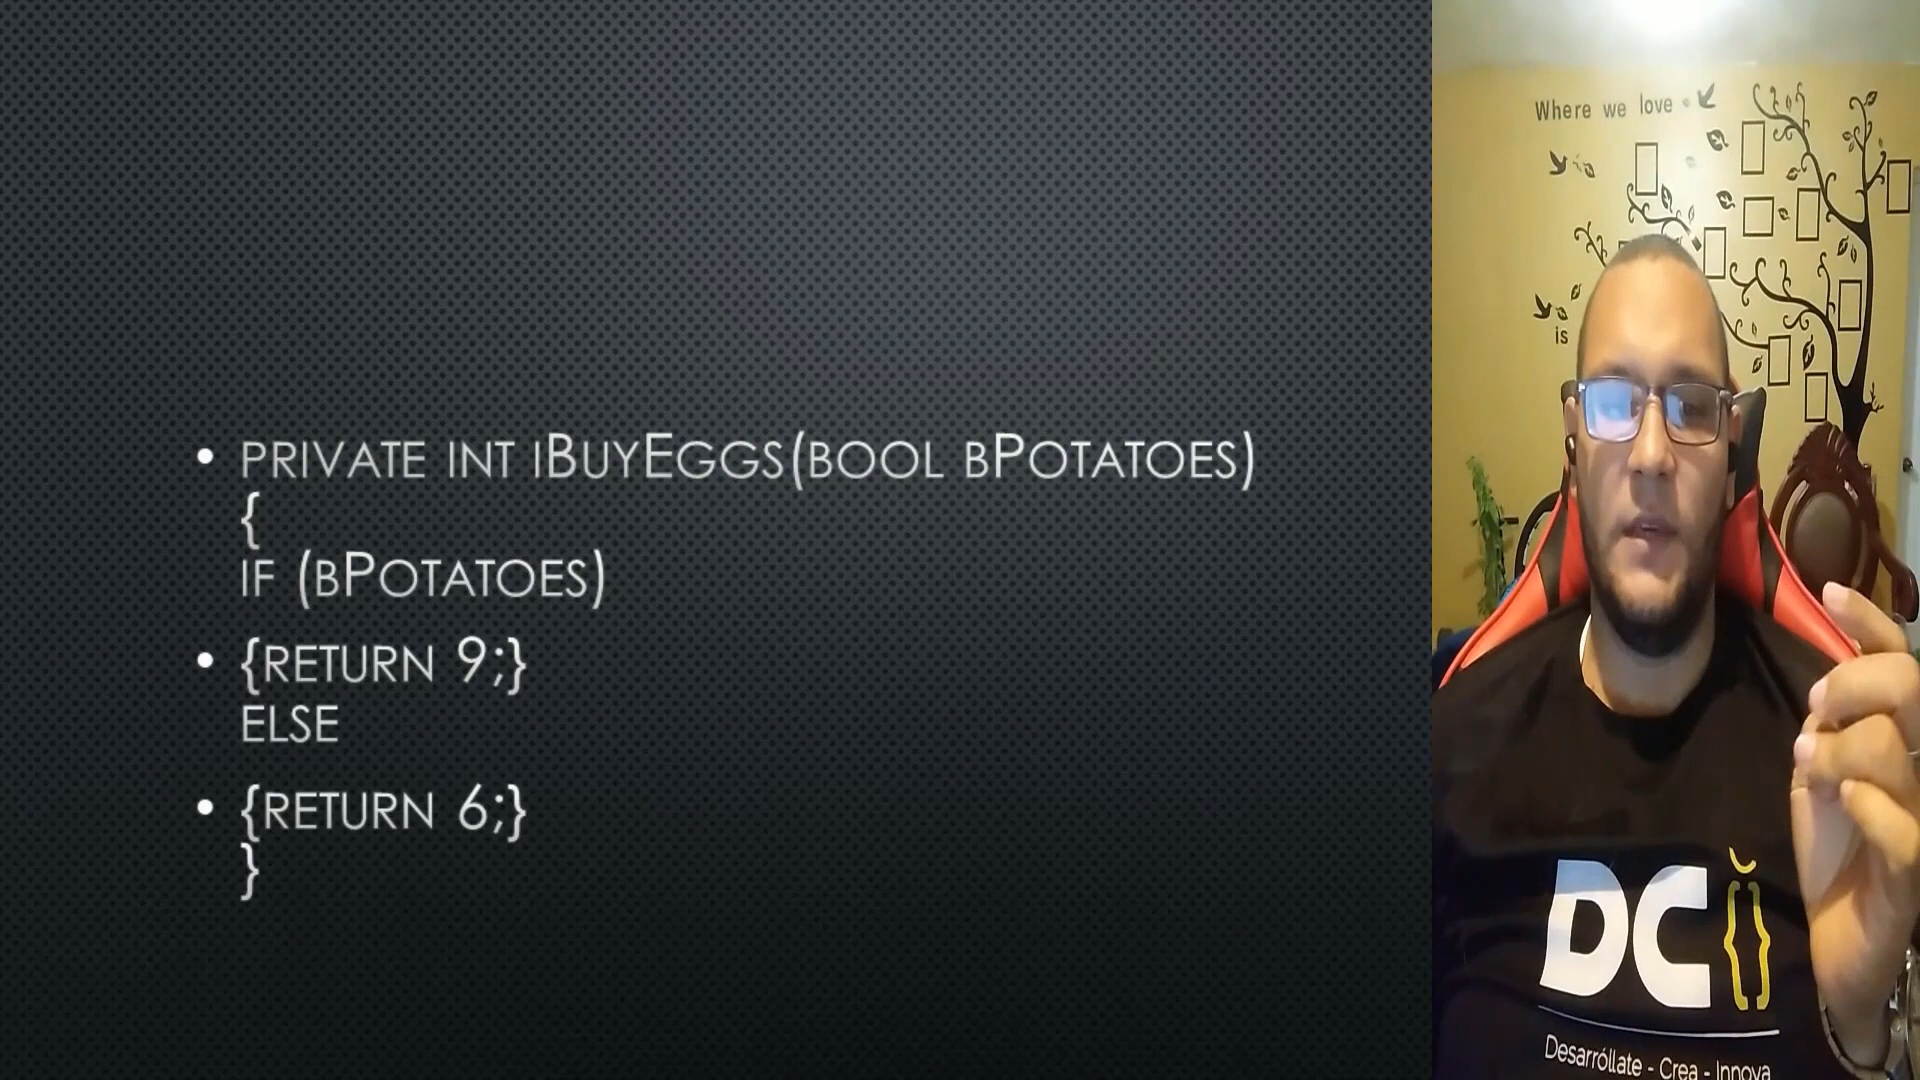 • PRIVATE INT IBUYEGGS(BOOL BPOTATOES)
{
IF (BPOTATOES)
• {RETURN 9;}
ELSE
• {RETURN 6;}
}
Where we love
is
DC{}
Desarróllate - Crea - Innova